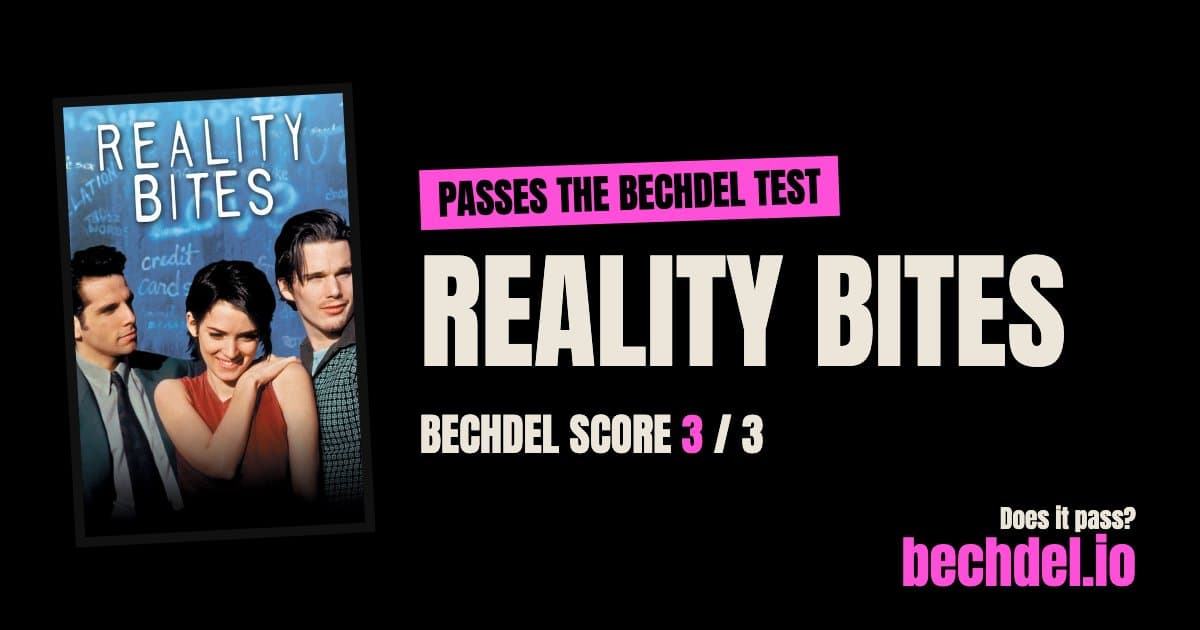 REALITY
BITES
credit
cards
PASSES THE BECHDEL TEST
REALITY BITES
BECHDEL SCORE 3 / 3
Does it pass?
bechdel.io